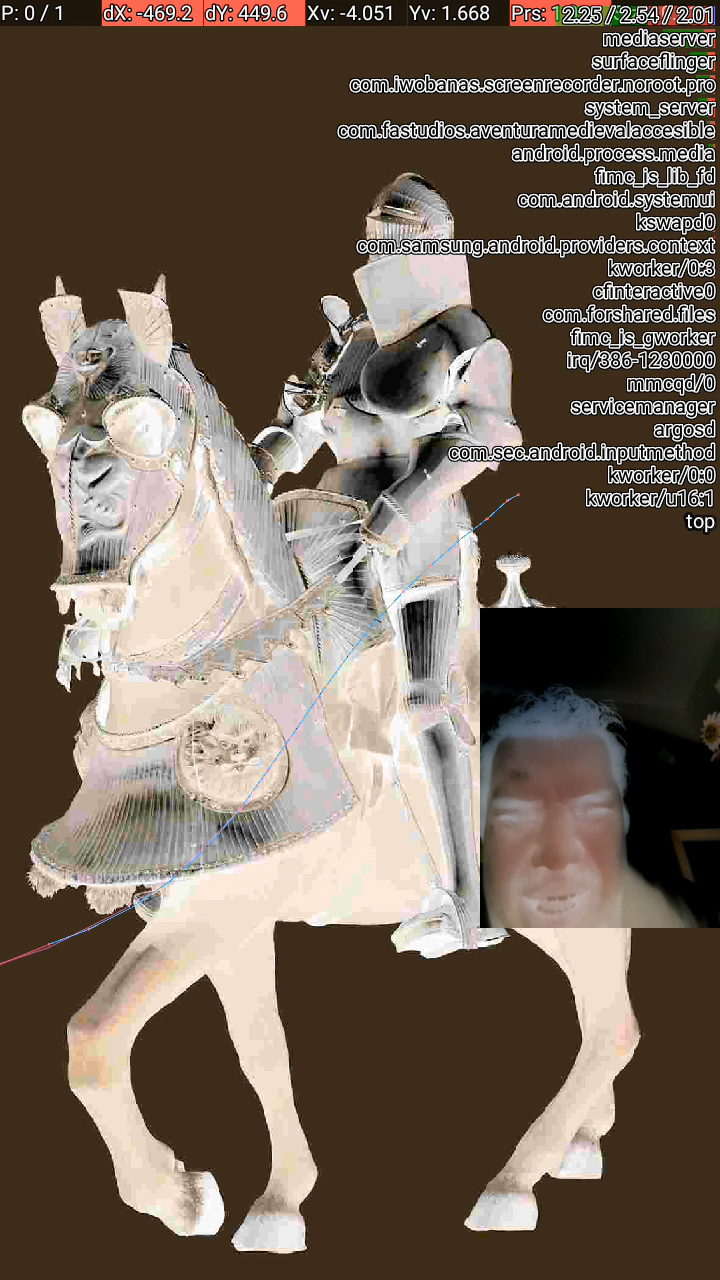 P: 0 / 1 dX: -469.2 dY: 449.6 Xv: -4.051 Yv: 1.668 Prs: 2.25 / 2.54 / 2.01
mediaserver
surfaceflinger
com.iwobanas.screenrecorder.noroot.pro
system_server
com.fastudios.aventuramedievalaccesible
android.process.media
fimc_is_lib_fd
com.android.systemui
kswapd0
com.samsung.android.providers.context
kworker/0:3
cfinteractive0
com.forshared.files
fimc_is_gworker
irq/386-1280000
mmcqd/0
servicemanager
argosd
com.sec.android.inputmethod
kworker/0:0
kworker/u16:1
top